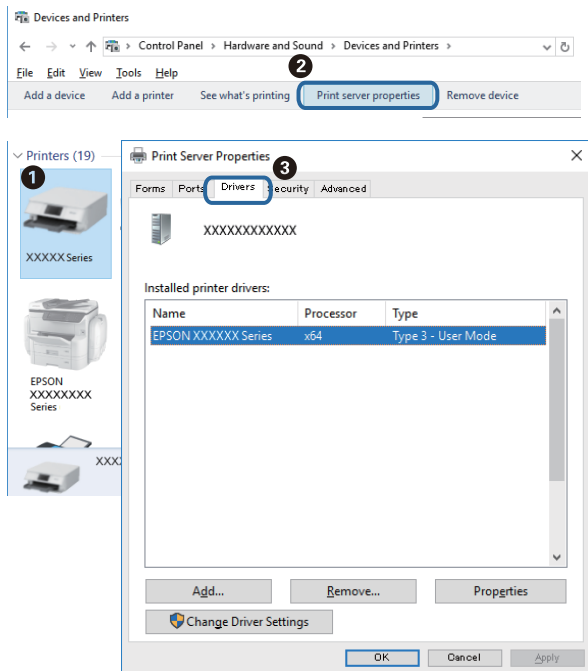 Devices and Printers
Control Panel > Hardware and Sound > Devices and Printers >
2
File Edit View Tools Help
Add a device Add a printer See what's printing Print server properties Remove device
Printers (19)
1
XXXXX Series
EPSON
XXXXXXXX
Series
XXX
Print Server Properties
3
Forms Ports Drivers Security Advanced
XXXXXXXXXXXX
Installed printer drivers:
Name Processor Type
EPSON XXXXXX Series x64 Type 3 - User Mode
Add... Remove... Properties
Change Driver Settings
OK Cancel Apply